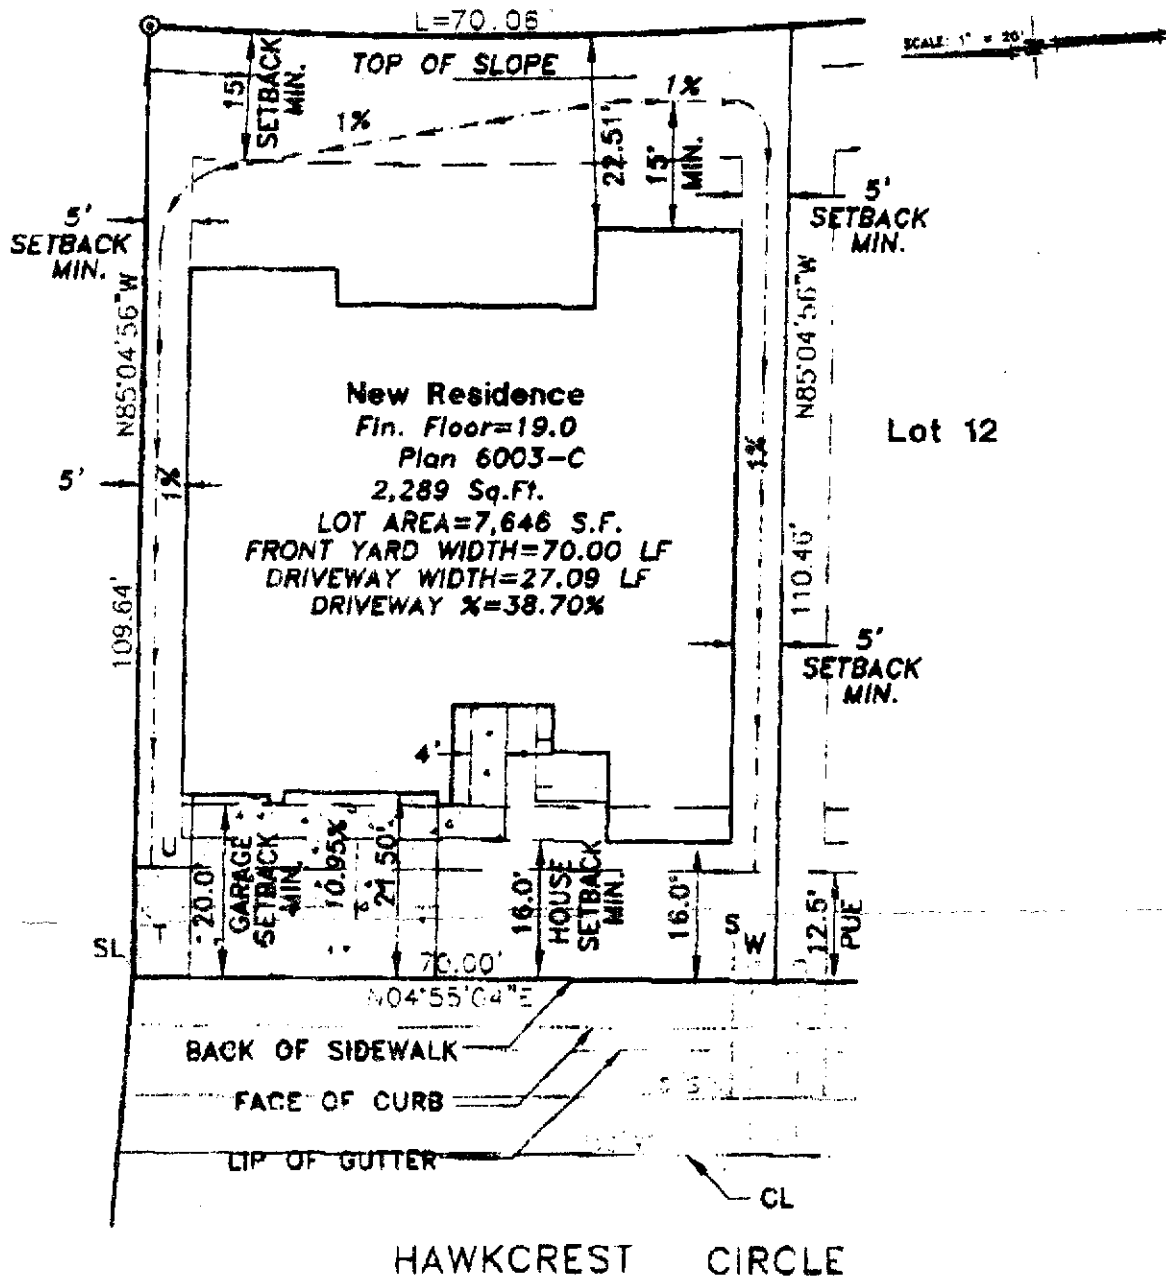 L=70.06'
SCALE: 1" = 20'
TOP OF SLOPE
15'
SETBACK
MIN.
1%
1%
22.51'
15'
MIN.
5'
SETBACK
MIN.
5'
SETBACK
MIN.
N85°04'56"W
N85°04'56"W
New Residence
Fin. Floor=19.0
Plan 6003-C
2,289 Sq.Ft.
LOT AREA=7,646 S.F.
FRONT YARD WIDTH=70.00 LF
DRIVEWAY WIDTH=27.09 LF
DRIVEWAY %=38.70%
Lot 12
5'
1%
1%
109.64'
110.46'
5'
SETBACK
MIN.
4'
20.0'
GARAGE
SETBACK
MIN.
10.95%
21.50'
16.0'
HOUSE
SETBACK
MIN.
16.0'
12.5'
PUE
SL
T
S
W
70.00'
N04°55'04"E
BACK OF SIDEWALK
FACE OF CURB
LIP OF GUTTER
CL
HAWKCREST CIRCLE